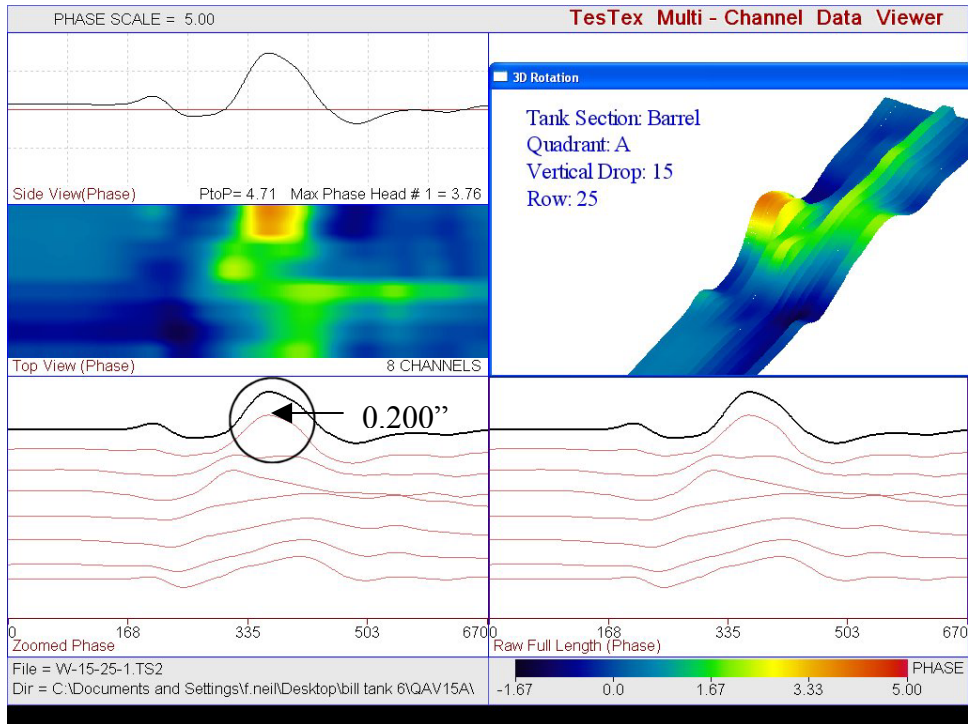 PHASE SCALE = 5.00
TesTex Multi - Channel Data Viewer
Side View(Phase) PtoP= 4.71 Max Phase Head # 1 = 3.76
3D Rotation
Tank Section: Barrel
Quadrant: A
Vertical Drop: 15
Row: 25
Top View (Phase) 8 CHANNELS
0.200”
0 168 335 503 670
Zoomed Phase
0 168 335 503 670
Raw Full Length (Phase)
File = W-15-25-1.TS2
Dir = C:\Documents and Settings\f.neil\Desktop\bill tank 6\QAV15A\
PHASE
-1.67 0.0 1.67 3.33 5.00